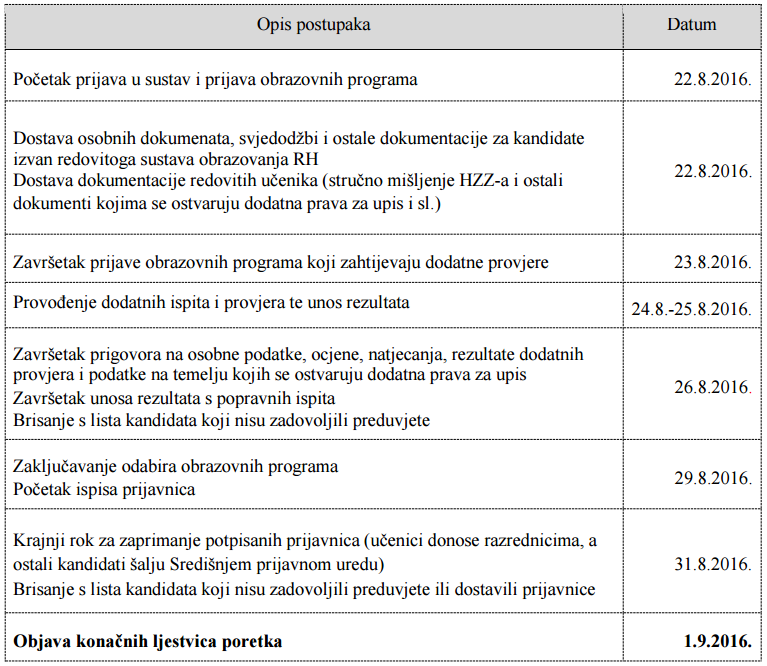 Opis postupaka Datum
Početak prijava u sustav i prijava obrazovnih programa 22.8.2016.
Dostava osobnih dokumenata, svjedodžbi i ostale dokumentacije za kandidate
izvan redovitoga sustava obrazovanja RH
Dostava dokumentacije redovitih učenika (stručno mišljenje HZZ-a i ostali
dokumenti kojima se ostvaruju dodatna prava za upis i sl.)
22.8.2016.
Završetak prijave obrazovnih programa koji zahtijevaju dodatne provjere 23.8.2016.
Provođenje dodatnih ispita i provjera te unos rezultata 24.8.-25.8.2016.
Završetak prigovora na osobne podatke, ocjene, natjecanja, rezultate dodatnih
provjera i podatke na temelju kojih se ostvaruju dodatna prava za upis
Završetak unosa rezultata s popravnih ispita
Brisanje s lista kandidata koji nisu zadovoljili preduvjete
26.8.2016.
Zaključavanje odabira obrazovnih programa
Početak ispisa prijavnica
29.8.2016.
Krajnji rok za zaprimanje potpisanih prijavnica (učenici donose razrednicima, a
ostali kandidati šalju Središnjem prijavnom uredu)
Brisanje s lista kandidata koji nisu zadovoljili preduvjete ili dostavili prijavnice
31.8.2016.
Objava konačnih ljestvica poretka 1.9.2016.